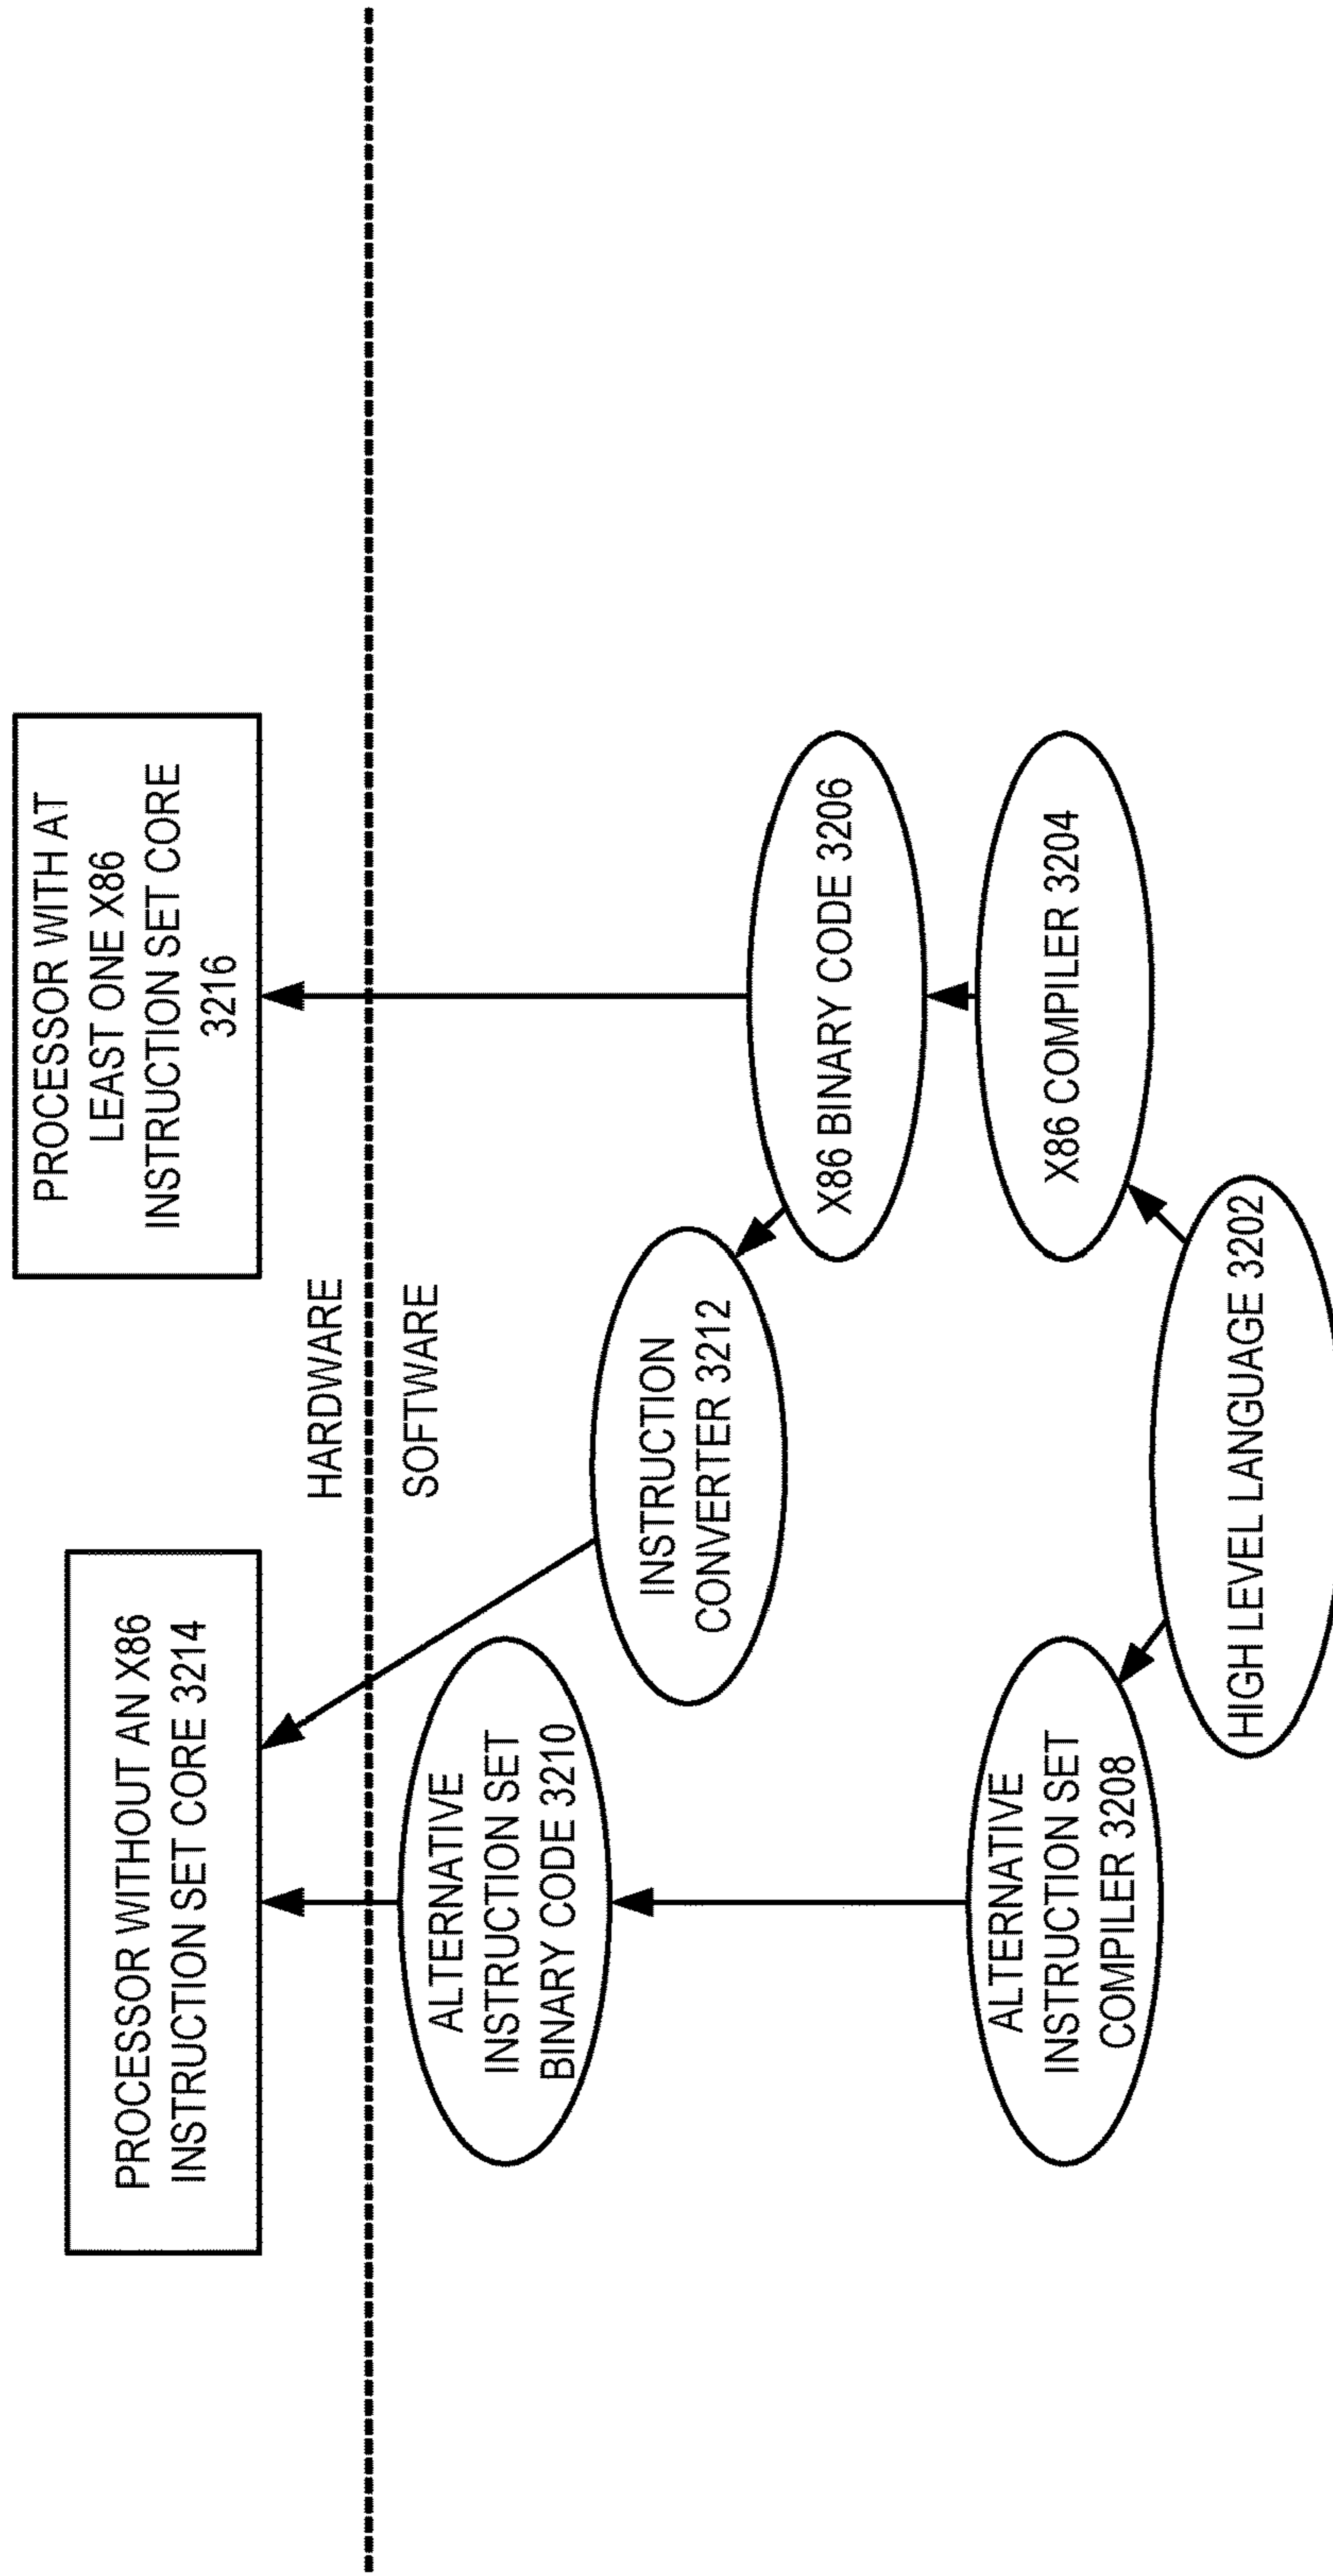 PROCESSOR WITHOUT AN X86
INSTRUCTION SET CORE 3214
PROCESSOR WITH AT
LEAST ONE X86
INSTRUCTION SET CORE
3216
HARDWARE
SOFTWARE
ALTERNATIVE
INSTRUCTION SET
BINARY CODE 3210
INSTRUCTION
CONVERTER 3212
X86 BINARY CODE 3206
ALTERNATIVE
INSTRUCTION SET
COMPILER 3208
X86 COMPILER 3204
HIGH LEVEL LANGUAGE 3202